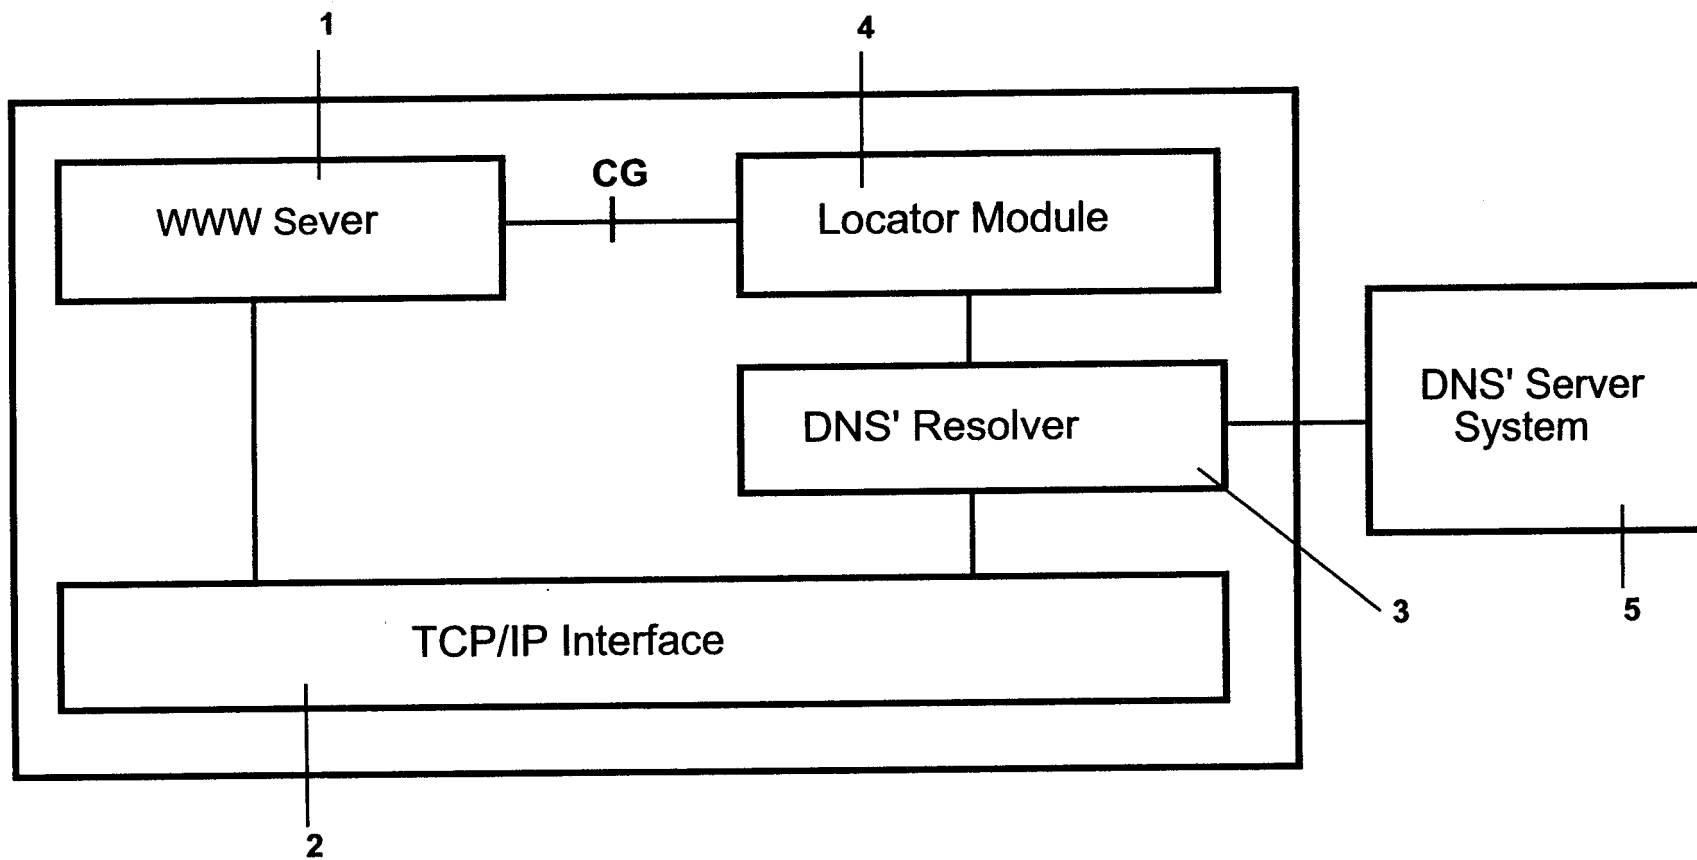 1
4
CG
WWW Sever
Locator Module
DNS' Server
System
DNS' Resolver
3
5
TCP/IP Interface
2